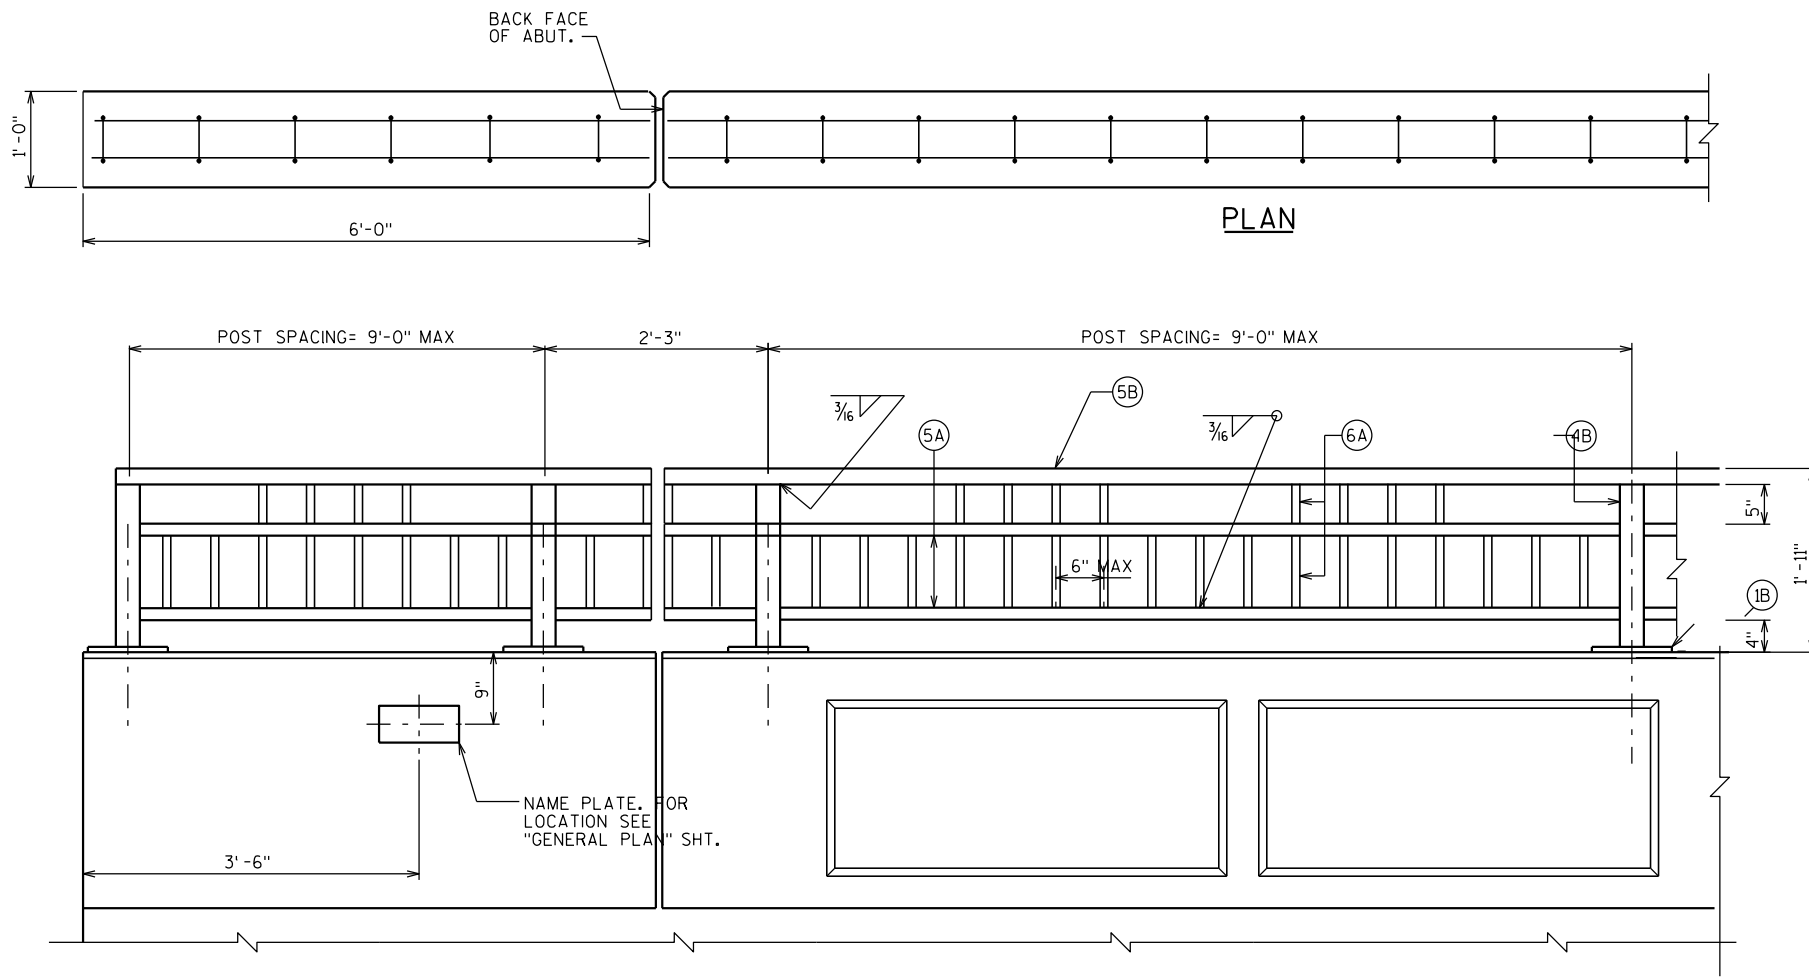 BACK FACE
OF ABUT.
1'-0"
6'-0"
PLAN
POST SPACING= 9'-0" MAX
2'-3"
POST SPACING= 9'-0" MAX
5B
3/16
5A
3/16
6A
4B
5"
6" MAX
1'-11"
1B
4"
9"
NAME PLATE. FOR
LOCATION SEE
"GENERAL PLAN" SHT.
3'-6"